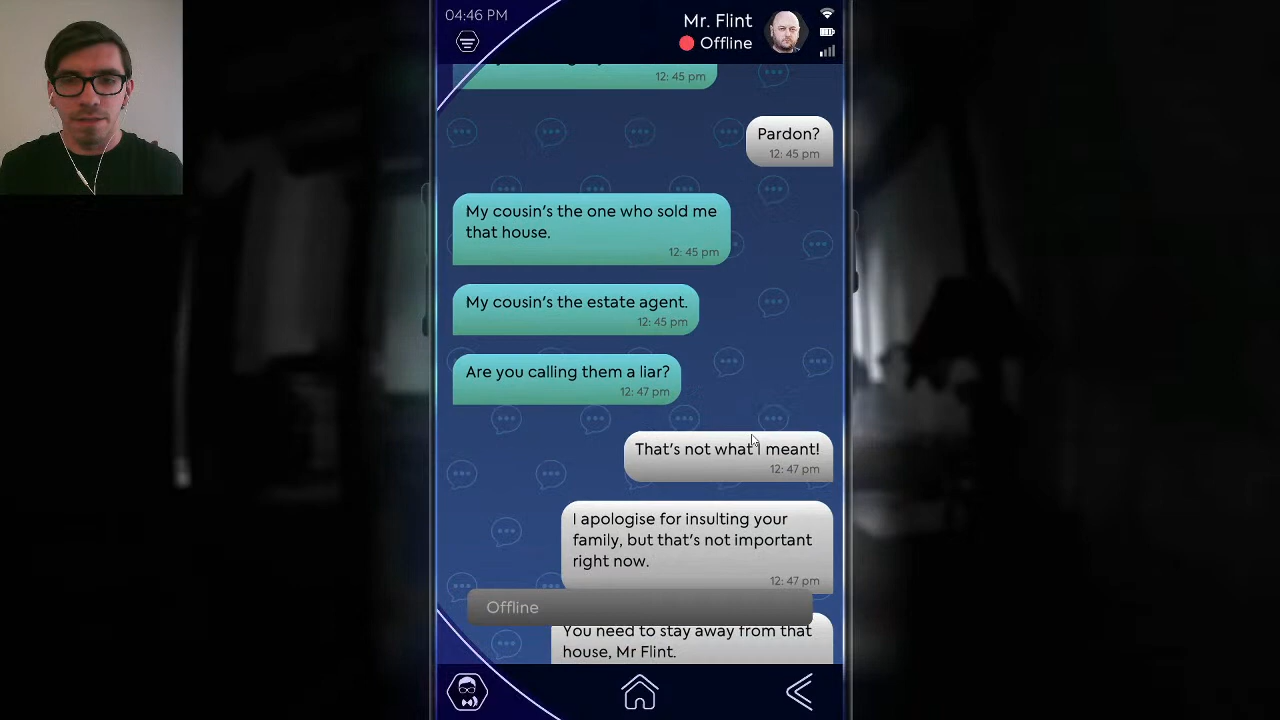 04:46 PM
Mr. Flint
Offline
12: 45 pm
Pardon?
12: 45 pm
My cousin's the one who sold me
that house.
12: 45 pm
My cousin's the estate agent.
12: 45 pm
Are you calling them a liar?
12: 47 pm
That's not what I meant!
12: 47 pm
I apologise for insulting your
family, but that's not important
right now.
12: 47 pm
Offline
You need to stay away from that
house, Mr Flint.